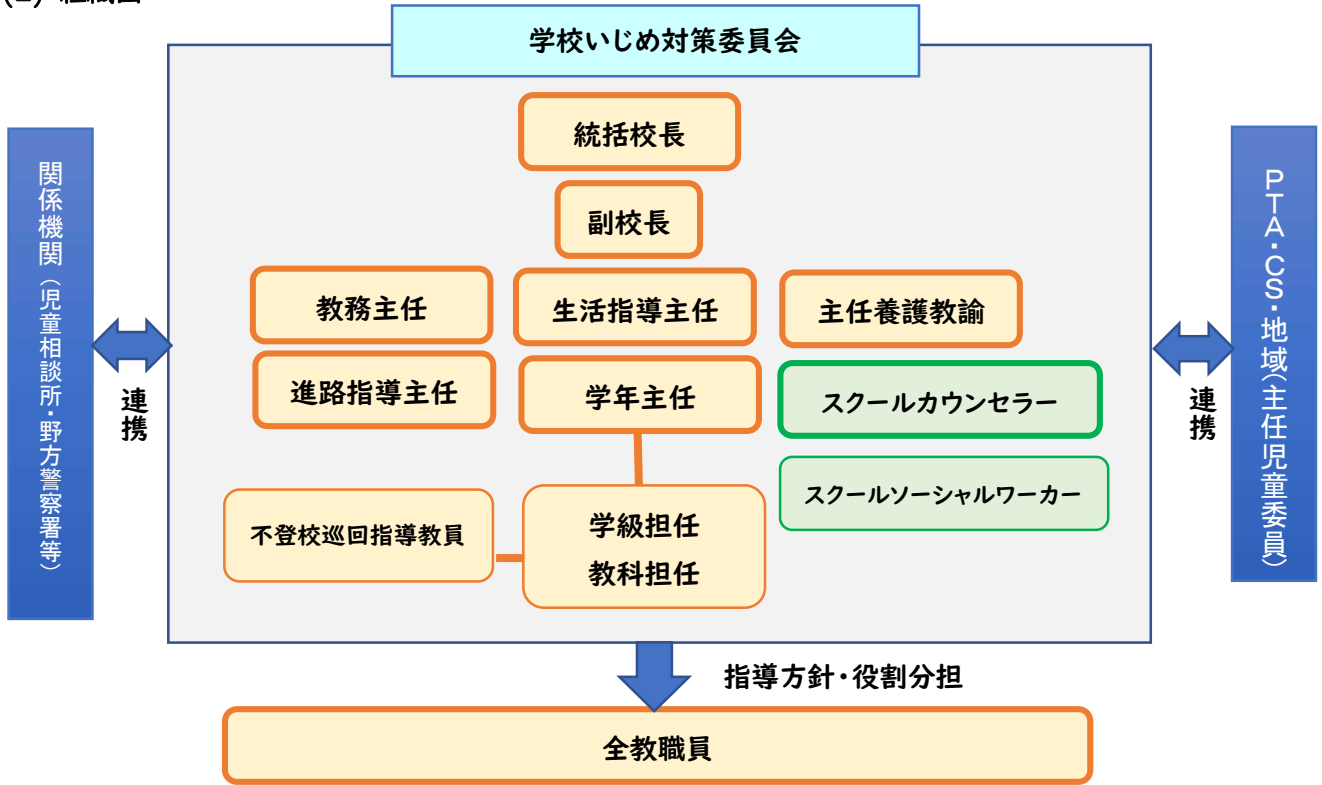 学校いじめ対策委員会
統括校長
副校長
教務主任
生活指導主任
主任養護教諭
進路指導主任
学年主任
スクールカウンセラー
スクールソーシャルワーカー
不登校巡回指導教員
学級担任
教科担任
関係機関(児童相談所・野方警察署等)
連携
連携
PTA・CS・地域(主任児童委員)
指導方針・役割分担
全教職員